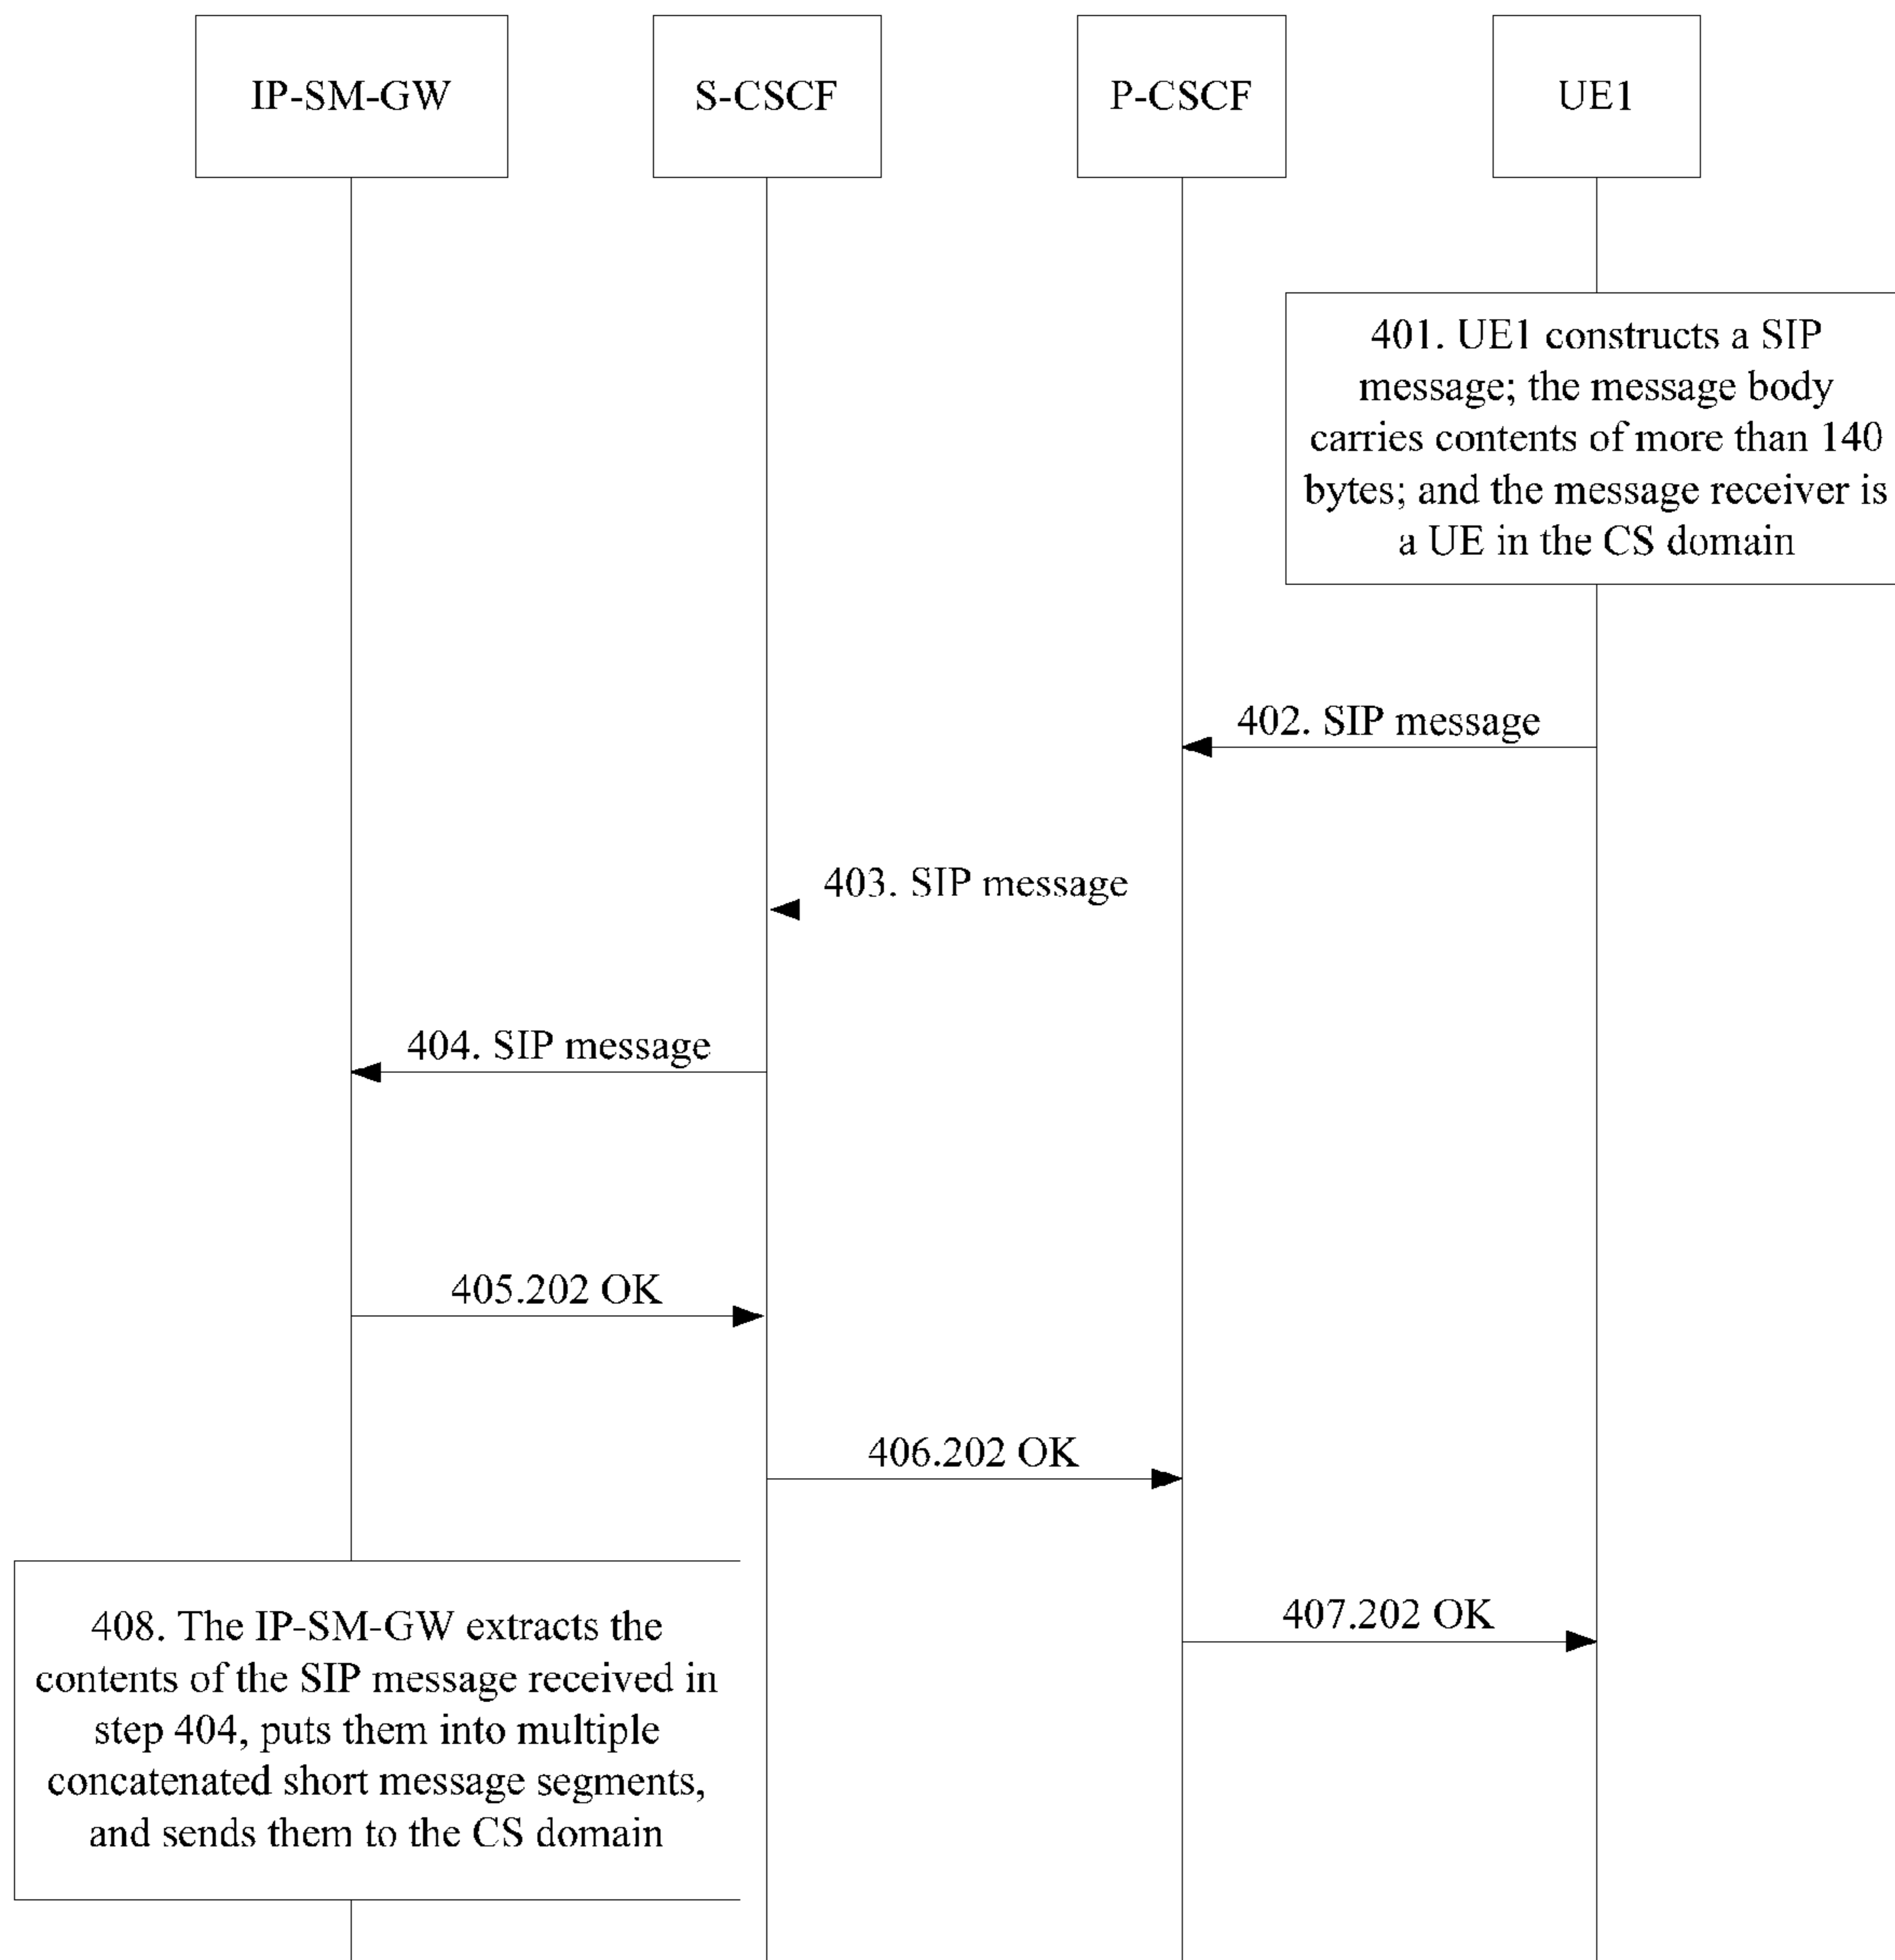 IP-SM-GW
S-CSCF
P-CSCF
UE1
401. UE1 constructs a SIP
message; the message body
carries contents of more than 140
bytes; and the message receiver is
a UE in the CS domain
402. SIP message
403. SIP message
404. SIP message
405.202 OK
406.202 OK
407.202 OK
408. The IP-SM-GW extracts the
contents of the SIP message received in
step 404, puts them into multiple
concatenated short message segments,
and sends them to the CS domain